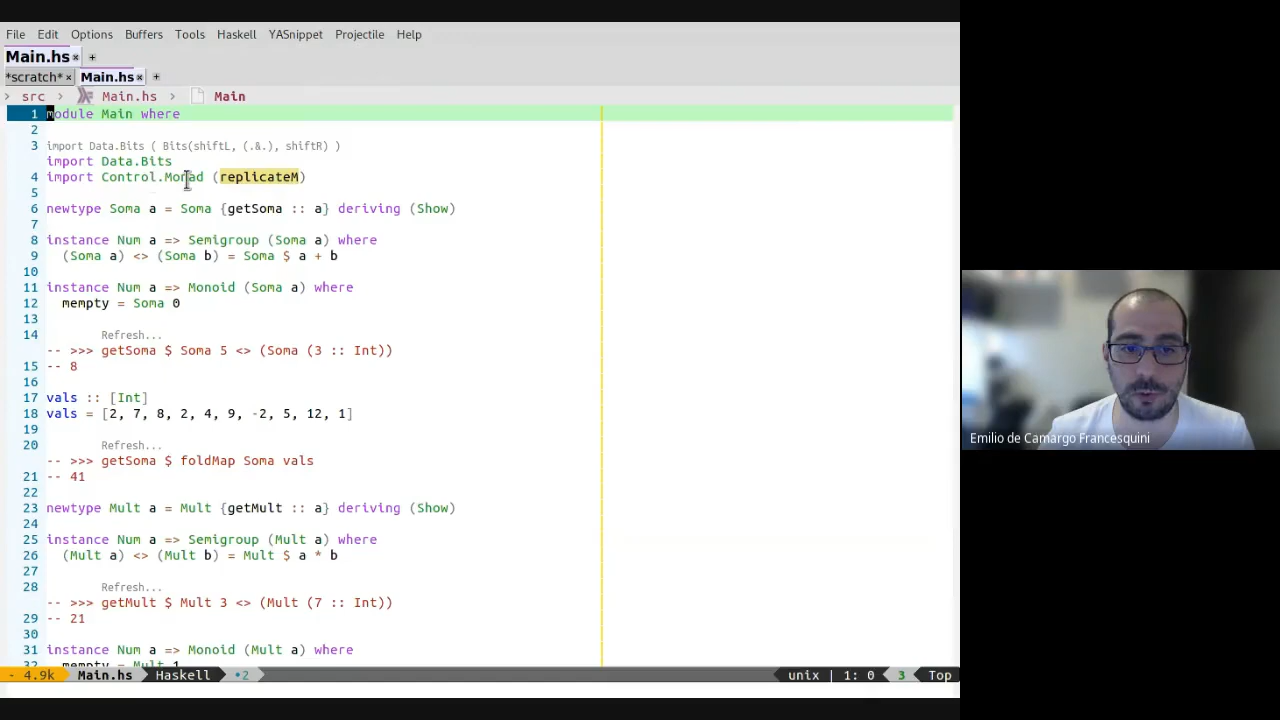 File Edit Options Buffers Tools Haskell YASnippet Projectile Help
Main.hs × +
*scratch* × Main.hs × +
> src > Main.hs > Main
1 module Main where
2
3 import Data.Bits ( Bits(shiftL, (.&.), shiftR) )
import Data.Bits
4 import Control.Monad (replicateM)
5
6 newtype Soma a = Soma {getSoma :: a} deriving (Show)
7
8 instance Num a => Semigroup (Soma a) where
9 (Soma a) <> (Soma b) = Soma $ a + b
10
11 instance Num a => Monoid (Soma a) where
12 mempty = Soma 0
13
14 Refresh...
-- >>> getSoma $ Soma 5 <> (Soma (3 :: Int))
15 -- 8
16
17 vals :: [Int]
18 vals = [2, 7, 8, 2, 4, 9, -2, 5, 12, 1]
19
20 Refresh...
-- >>> getSoma $ foldMap Soma vals
21 -- 41
22
23 newtype Mult a = Mult {getMult :: a} deriving (Show)
24
25 instance Num a => Semigroup (Mult a) where
26 (Mult a) <> (Mult b) = Mult $ a * b
27
28 Refresh...
-- >>> getMult $ Mult 3 <> (Mult (7 :: Int))
29 -- 21
30
31 instance Num a => Monoid (Mult a) where
32 mempty = Mult 1
- 4.9k Main.hs Haskell •2 unix | 1: 0 3 Top
Emilio de Camargo Francesquini